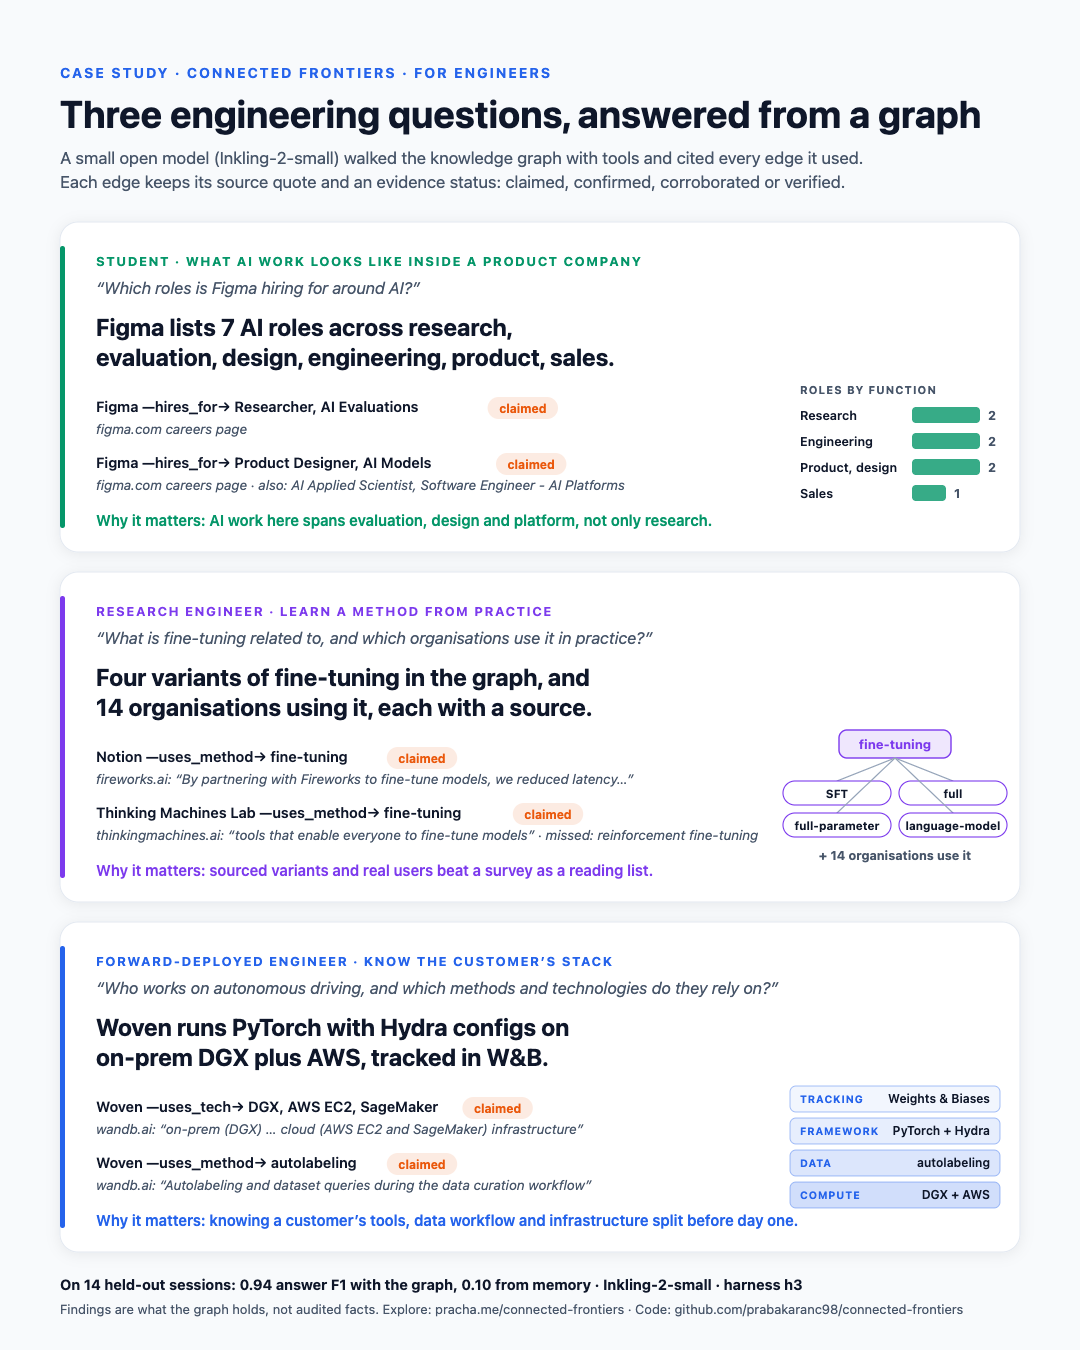 CASE STUDY · CONNECTED FRONTIERS · FOR ENGINEERS
Three engineering questions, answered from a graph
A small open model (Inkling-2-small) walked the knowledge graph with tools and cited every edge it used.
Each edge keeps its source quote and an evidence status: claimed, confirmed, corroborated or verified.
STUDENT · WHAT AI WORK LOOKS LIKE INSIDE A PRODUCT COMPANY
“Which roles is Figma hiring for around AI?”
Figma lists 7 AI roles across research,
evaluation, design, engineering, product, sales.
Figma —hires_for→ Researcher, AI Evaluations claimed
figma.com careers page
Figma —hires_for→ Product Designer, AI Models claimed
figma.com careers page · also: AI Applied Scientist, Software Engineer - AI Platforms
Why it matters: AI work here spans evaluation, design and platform, not only research.
ROLES BY FUNCTION
Research 2
Engineering 2
Product, design 2
Sales 1
RESEARCH ENGINEER · LEARN A METHOD FROM PRACTICE
“What is fine-tuning related to, and which organisations use it in practice?”
Four variants of fine-tuning in the graph, and
14 organisations using it, each with a source.
Notion —uses_method→ fine-tuning claimed
fireworks.ai: “By partnering with Fireworks to fine-tune models, we reduced latency…”
Thinking Machines Lab —uses_method→ fine-tuning claimed
thinkingmachines.ai: “tools that enable everyone to fine-tune models” · missed: reinforcement fine-tuning
Why it matters: sourced variants and real users beat a survey as a reading list.
fine-tuning
SFT full
full-parameter language-model
+ 14 organisations use it
FORWARD-DEPLOYED ENGINEER · KNOW THE CUSTOMER’S STACK
“Who works on autonomous driving, and which methods and technologies do they rely on?”
Woven runs PyTorch with Hydra configs on
on-prem DGX plus AWS, tracked in W&B.
Woven —uses_tech→ DGX, AWS EC2, SageMaker claimed
wandb.ai: “on-prem (DGX) … cloud (AWS EC2 and SageMaker) infrastructure”
Woven —uses_method→ autolabeling claimed
wandb.ai: “Autolabeling and dataset queries during the data curation workflow”
Why it matters: knowing a customer’s tools, data workflow and infrastructure split before day one.
TRACKING Weights & Biases
FRAMEWORK PyTorch + Hydra
DATA autolabeling
COMPUTE DGX + AWS
On 14 held-out sessions: 0.94 answer F1 with the graph, 0.10 from memory · Inkling-2-small · harness h3
Findings are what the graph holds, not audited facts. Explore: pracha.me/connected-frontiers · Code: github.com/prabakaranc98/connected-frontiers